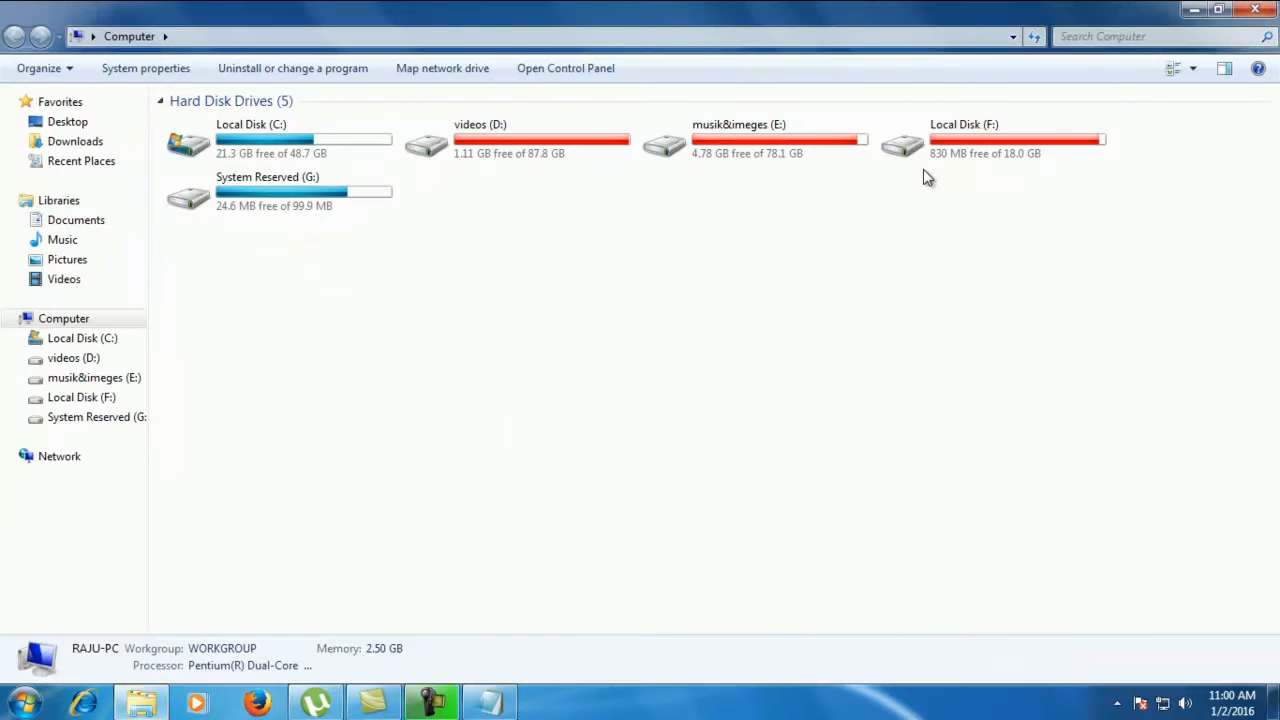 Computer
Search Computer
Organize
System properties
Uninstall or change a program
Map network drive
Open Control Panel
Favorites
Desktop
Downloads
Recent Places
Libraries
Documents
Music
Pictures
Videos
Computer
Local Disk (C:)
videos (D:)
musik&imeges (E:)
Local Disk (F:)
System Reserved (G:
Network
Hard Disk Drives (5)
Local Disk (C:)
21.3 GB free of 48.7 GB
videos (D:)
1.11 GB free of 87.8 GB
musik&imeges (E:)
4.78 GB free of 78.1 GB
Local Disk (F:)
830 MB free of 18.0 GB
System Reserved (G:)
24.6 MB free of 99.9 MB
RAJU-PC Workgroup: WORKGROUP Memory: 2.50 GB
Processor: Pentium(R) Dual-Core ...
11:00 AM
1/2/2016